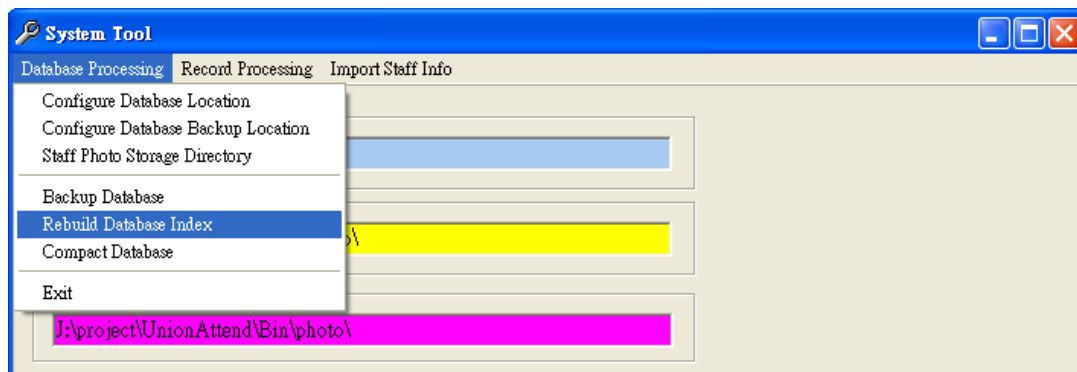 System Tool
Database Processing Record Processing Import Staff Info
Configure Database Location
Configure Database Backup Location
Staff Photo Storage Directory
Backup Database
Rebuild Database Index
o\
Compact Database
Exit
J:\project\UnionAttend\Bin\photo\